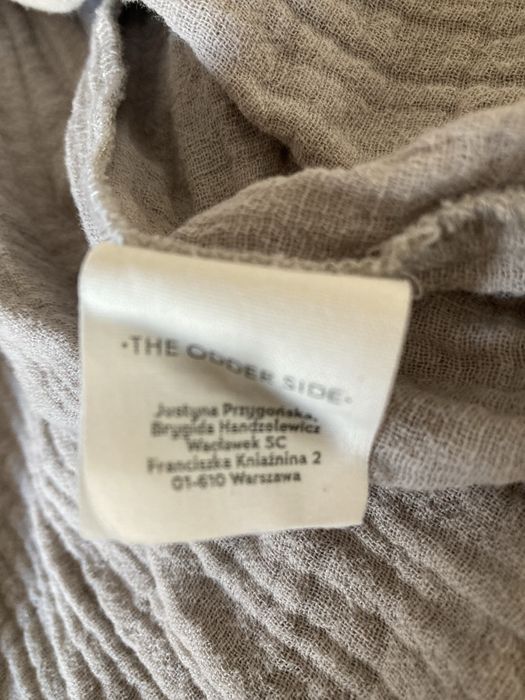 ·THE ODDER SIDE·
Justyna Przygońska,
Brygida Handzelewicz
Wacławek SC
Franciszka Kniaźnina 2
01-610 Warszawa